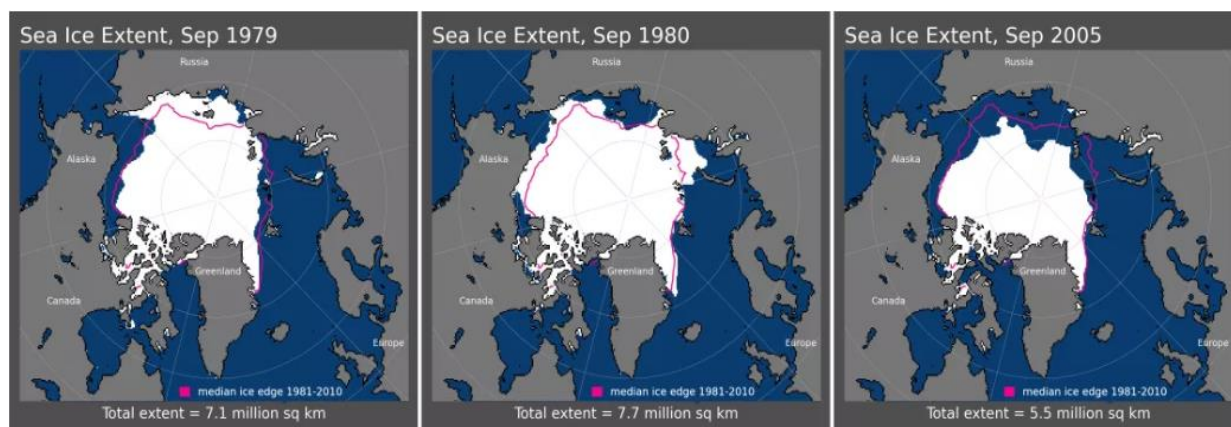 Sea Ice Extent, Sep 1979
Russia
Alaska
Greenland
Canada
Europe
median ice edge 1981-2010
Total extent = 7.1 million sq km
Sea Ice Extent, Sep 1980
Russia
Alaska
Greenland
Canada
Europe
median ice edge 1981-2010
Total extent = 7.7 million sq km
Sea Ice Extent, Sep 2005
Russia
Alaska
Greenland
Canada
Europe
median ice edge 1981-2010
Total extent = 5.5 million sq km